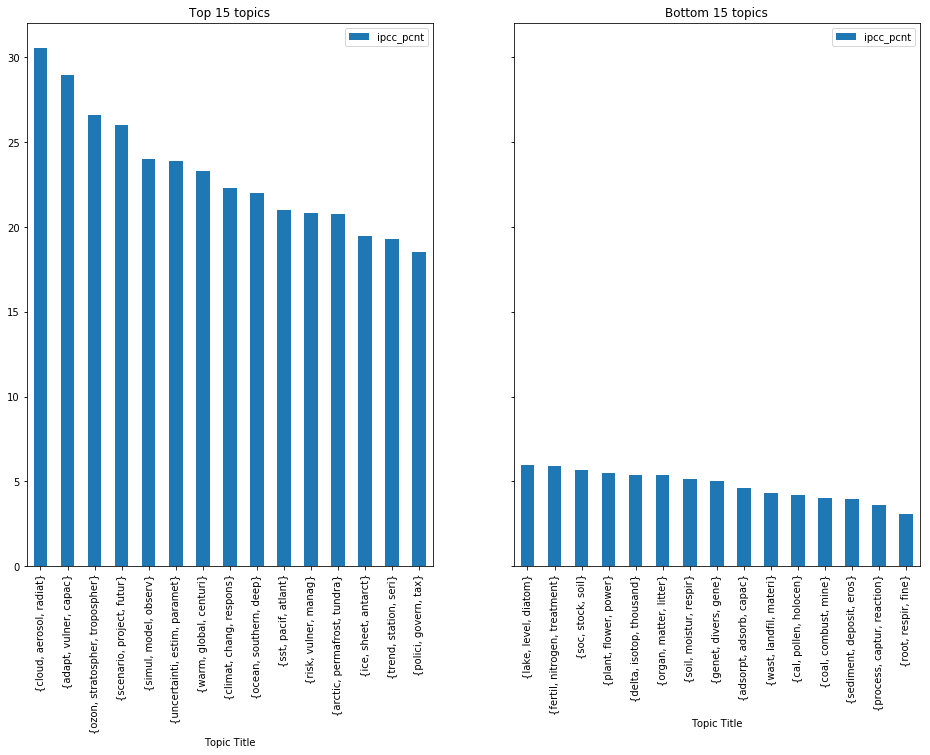 Top 15 topics
ipcc_pcnt
30
25
20
15
10
5
0
{cloud, aerosol, radiat}
{adapt, vulner, capac}
{ozon, stratospher, tropospher}
{scenario, project, futur}
{simul, model, observ}
{uncertainti, estim, paramet}
{warm, global, centuri}
{climat, chang, respons}
{ocean, southern, deep}
{sst, pacif, atlant}
{risk, vulner, manag}
{arctic, permafrost, tundra}
{ice, sheet, antarct}
{trend, station, seri}
{polici, govern, tax}
Topic Title
Bottom 15 topics
ipcc_pcnt
{lake, level, diatom}
{fertil, nitrogen, treatment}
{soc, stock, soil}
{plant, flower, power}
{delta, isotop, thousand}
{organ, matter, litter}
{soil, moistur, respir}
{genet, divers, gene}
{adsorpt, adsorb, capac}
{wast, landfil, materi}
{cal, pollen, holocen}
{coal, combust, mine}
{sediment, deposit, eros}
{process, captur, reaction}
{root, respir, fine}
Topic Title